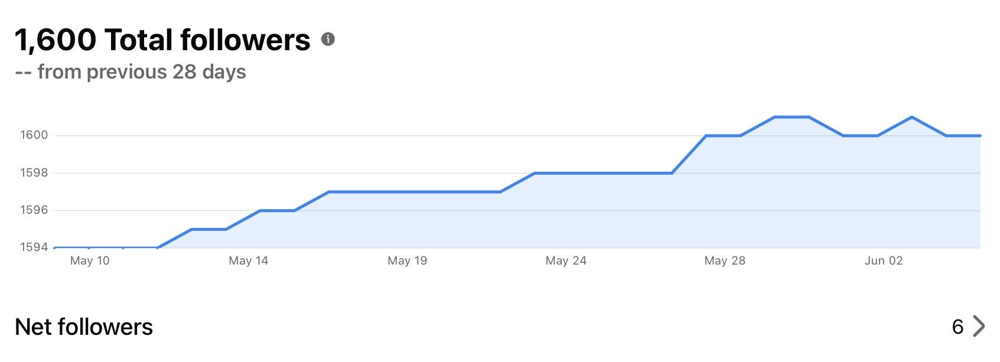 1,600 Total followers
-- from previous 28 days
1600
1598
1596
1594
May 10 May 14 May 19 May 24 May 28 Jun 02
Net followers 6